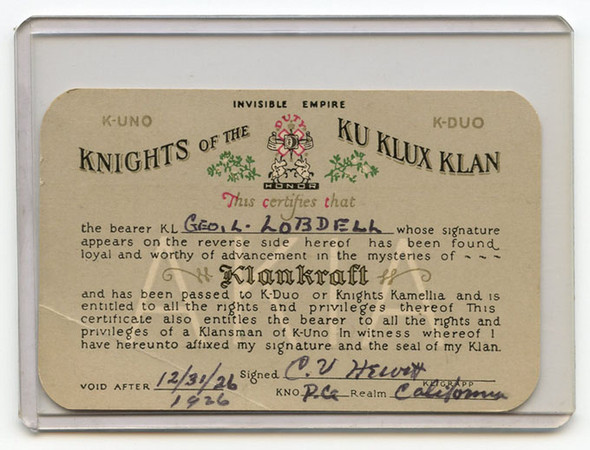 INVISIBLE EMPIRE
K-UNO K-DUO
KNIGHTS OF THE KU KLUX KLAN
DUTY
HONOR
This certifies that
the bearer KL GEO. L. LOBDELL whose signature
appears on the reverse side hereof has been found
loyal and worthy of advancement in the mysteries of - - -
Klankraft
AKIA
and has been passed to K-Duo or Knights Kamellia and is
entitled to all the rights and privileges thereof This
certificate also entitles the bearer to all the rights and
privileges of a Klansman of K-Uno In witness whereof I
have hereunto affixed my signature and the seal of my Klan.
Signed C. V Hewitt
KLIGRAPP
VOID AFTER 12/31/26
1926
KNO. Realm California